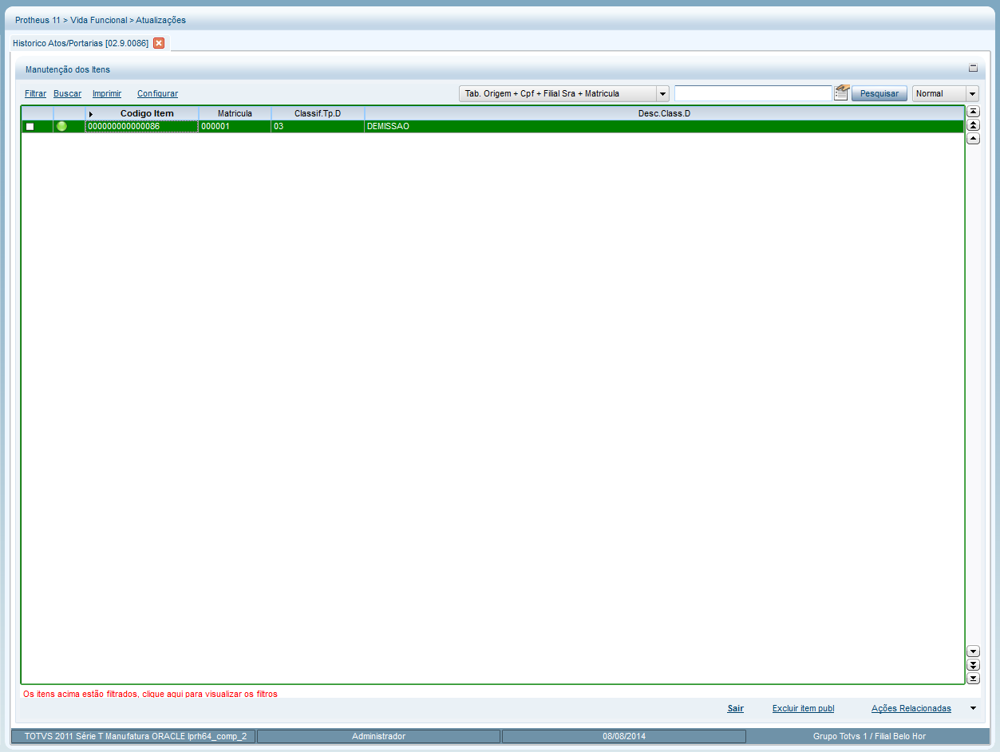 Protheus 11 > Vida Funcional > Atualizações
Historico Atos/Portarias [02.9.0086]
Manutenção dos Itens
Filtrar Buscar Imprimir Configurar Tab. Origem + Cpf + Filial Sra + Matricula Pesquisar Normal
Codigo Item Matricula Classif.Tp.D Desc.Class.D
000000000000086 000001 03 DEMISSAO
Os itens acima estão filtrados, clique aqui para visualizar os filtros
Sair Excluir item publ Ações Relacionadas
TOTVS 2011 Série T Manufatura ORACLE lprh64_comp_2 Administrador 08/08/2014 Grupo Totvs 1 / Filial Belo Hor